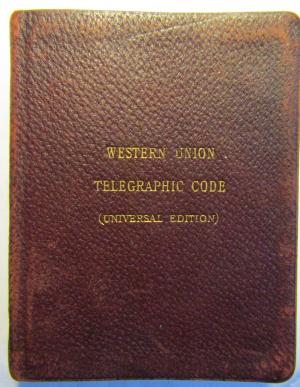 WESTERN UNION
TELEGRAPHIC CODE
(UNIVERSAL EDITION)